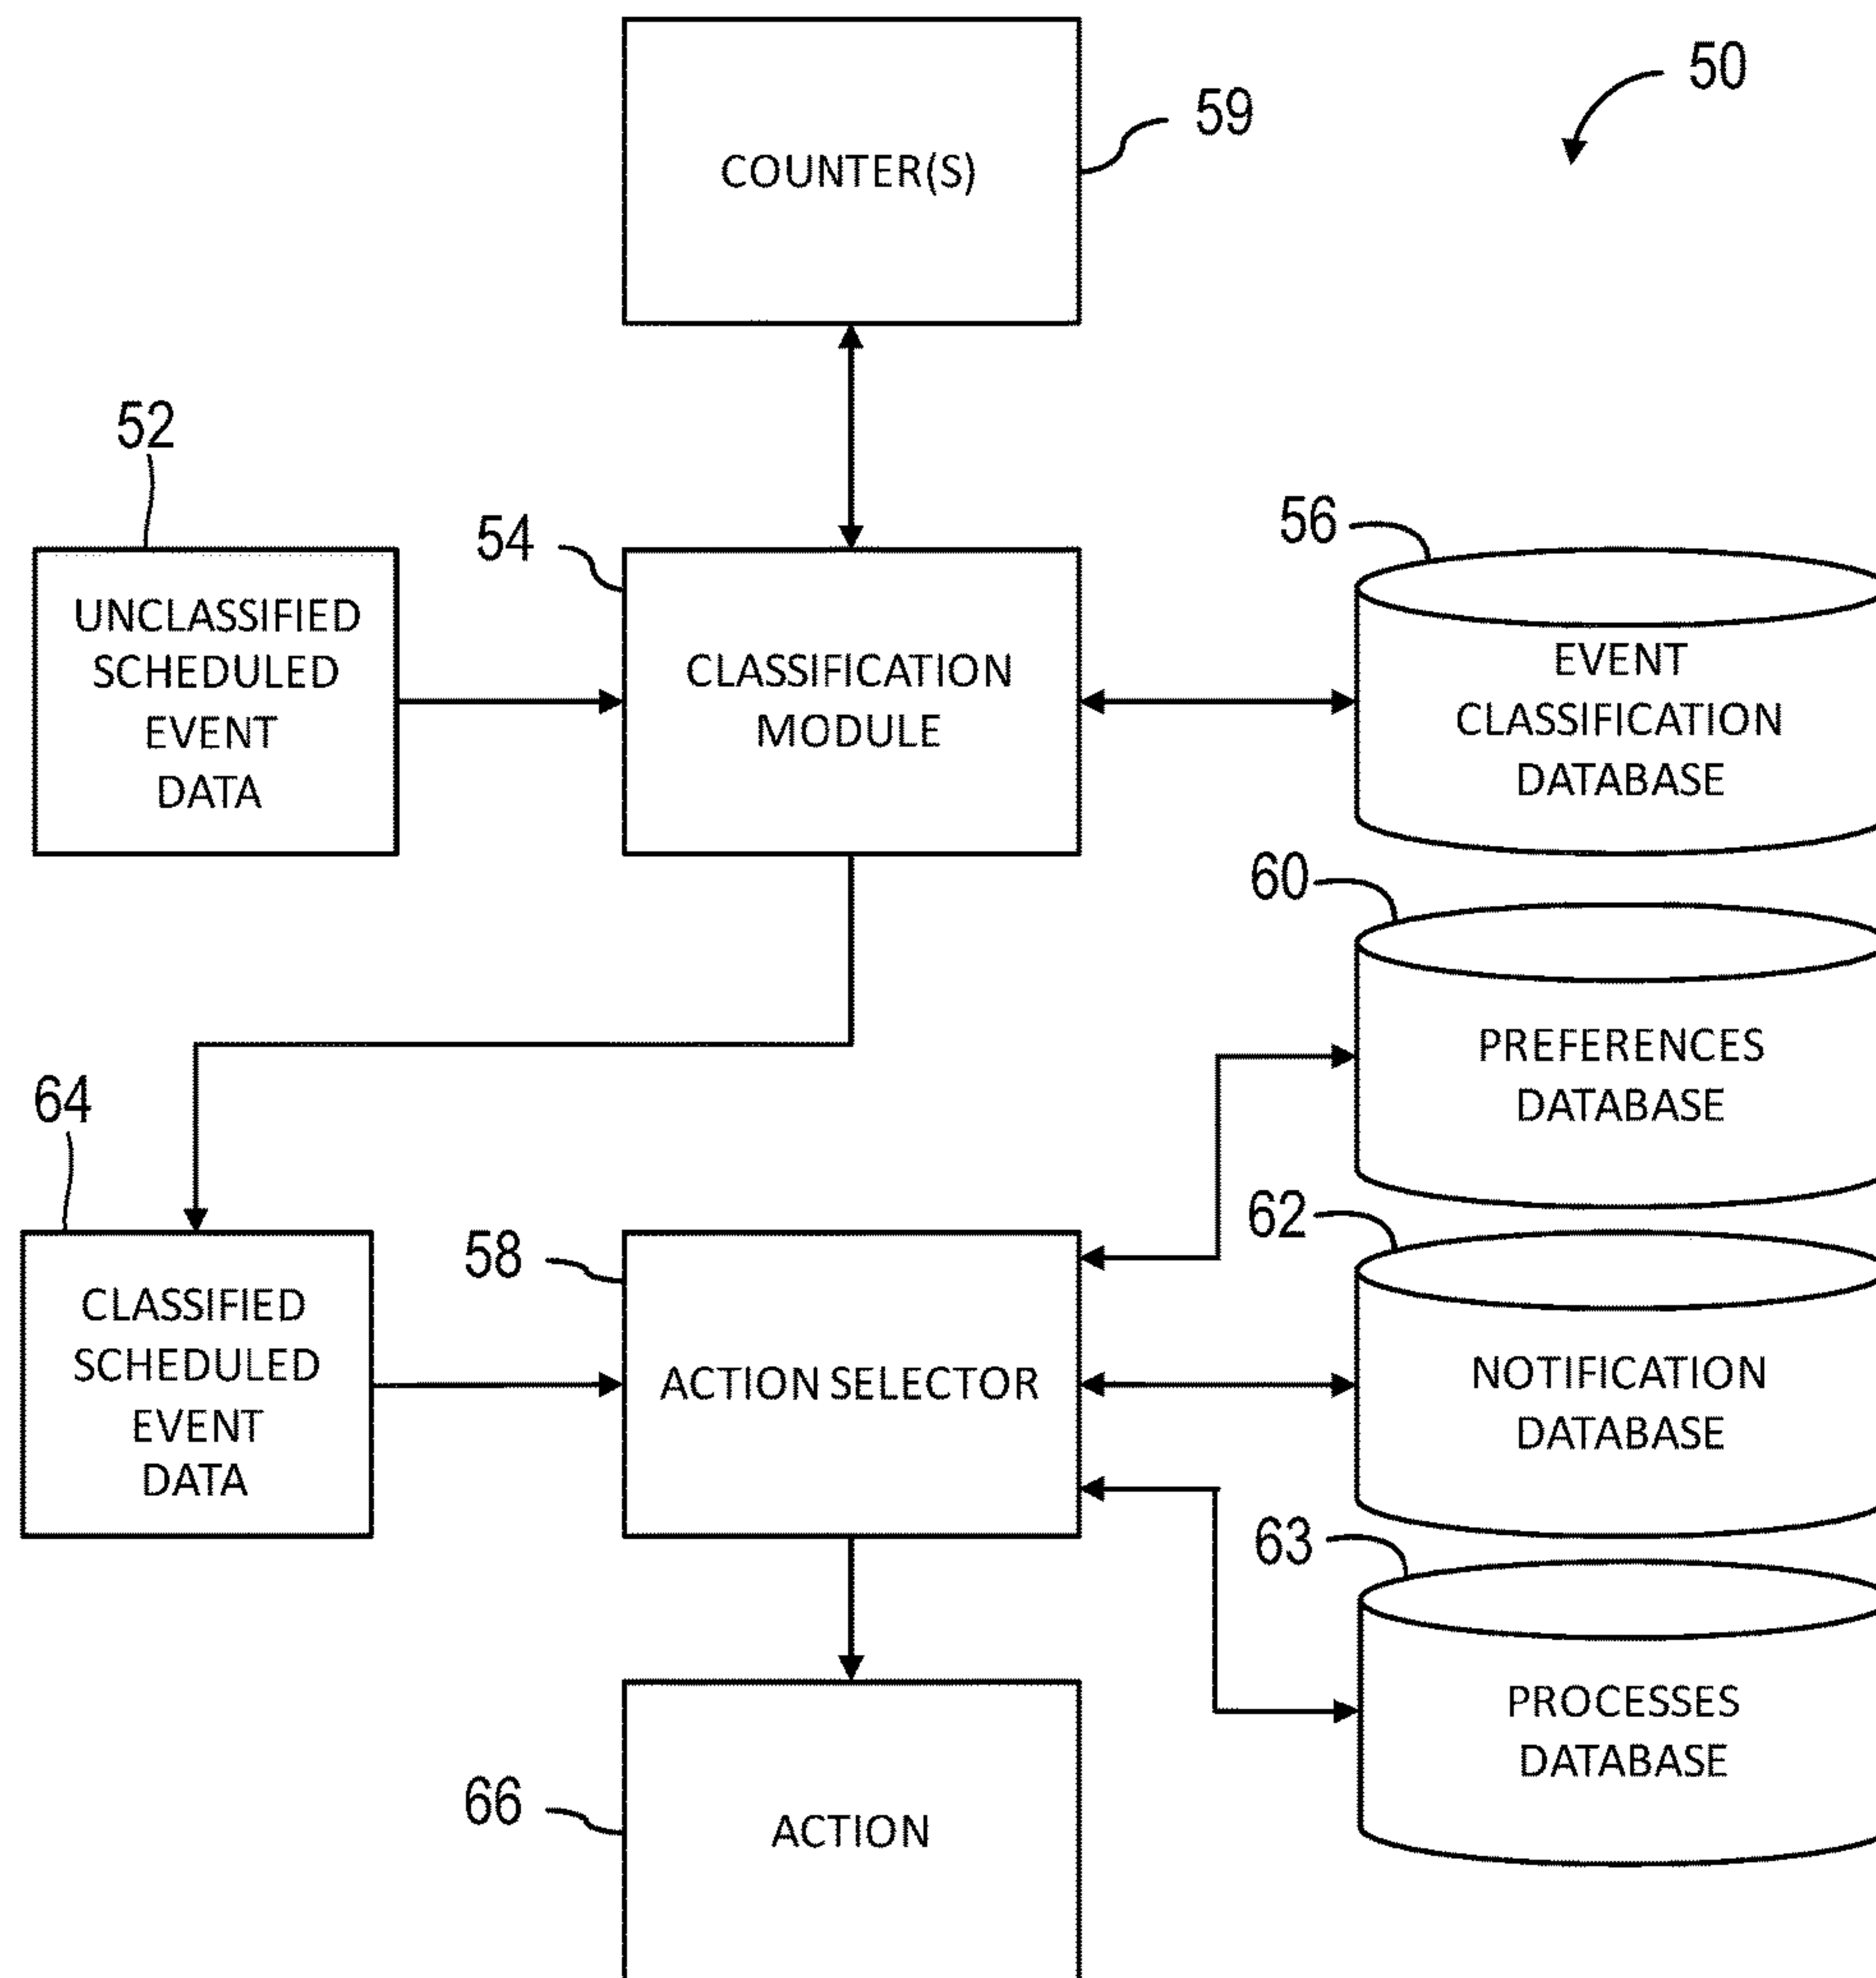 50
59
COUNTER(S)
52
UNCLASSIFIED
SCHEDULED
EVENT
DATA
54
CLASSIFICATION
MODULE
56
EVENT
CLASSIFICATION
DATABASE
60
PREFERENCES
DATABASE
64
CLASSIFIED
SCHEDULED
EVENT
DATA
58
ACTION SELECTOR
62
NOTIFICATION
DATABASE
63
PROCESSES
DATABASE
66
ACTION